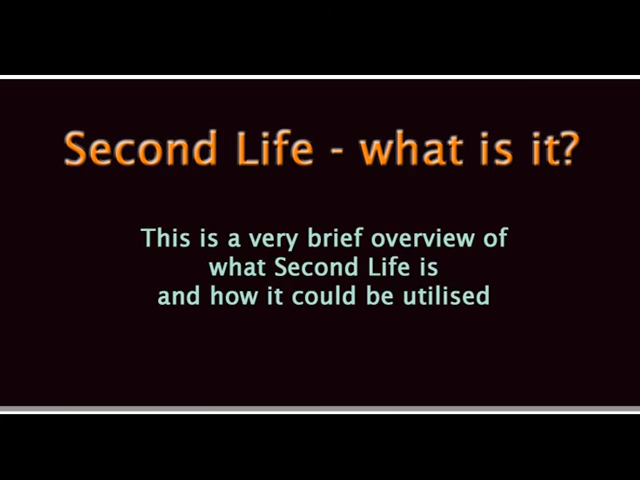 Second Life - what is it?
This is a very brief overview of
what Second Life is
and how it could be utilised